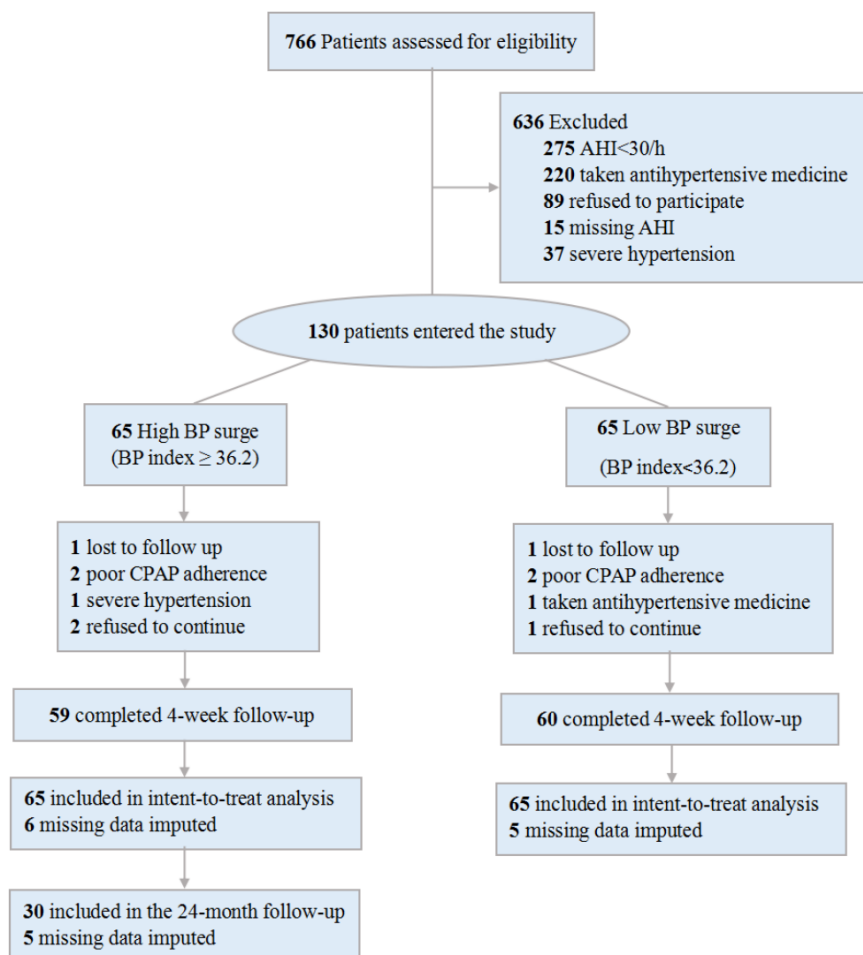 766 Patients assessed for eligibility
636 Excluded
275 AHI<30/h
220 taken antihypertensive medicine
89 refused to participate
15 missing AHI
37 severe hypertension
130 patients entered the study
65 High BP surge
(BP index ≥ 36.2)
65 Low BP surge
(BP index<36.2)
1 lost to follow up
2 poor CPAP adherence
1 severe hypertension
2 refused to continue
1 lost to follow up
2 poor CPAP adherence
1 taken antihypertensive medicine
1 refused to continue
59 completed 4-week follow-up
60 completed 4-week follow-up
65 included in intent-to-treat analysis
6 missing data imputed
65 included in intent-to-treat analysis
5 missing data imputed
30 included in the 24-month follow-up
5 missing data imputed